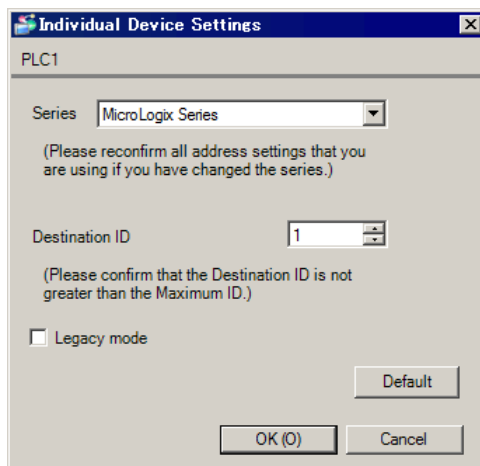 Individual Device Settings
PLC1
Series MicroLogix Series
(Please reconfirm all address settings that you
are using if you have changed the series.)
Destination ID 1
(Please confirm that the Destination ID is not
greater than the Maximum ID.)
Legacy mode
Default
OK (O) Cancel